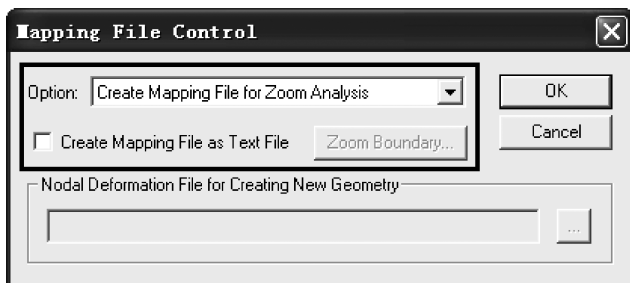 Mapping File Control
Option: Create Mapping File for Zoom Analysis
OK
Create Mapping File as Text File
Zoom Boundary...
Cancel
Nodal Deformation File for Creating New Geometry
...